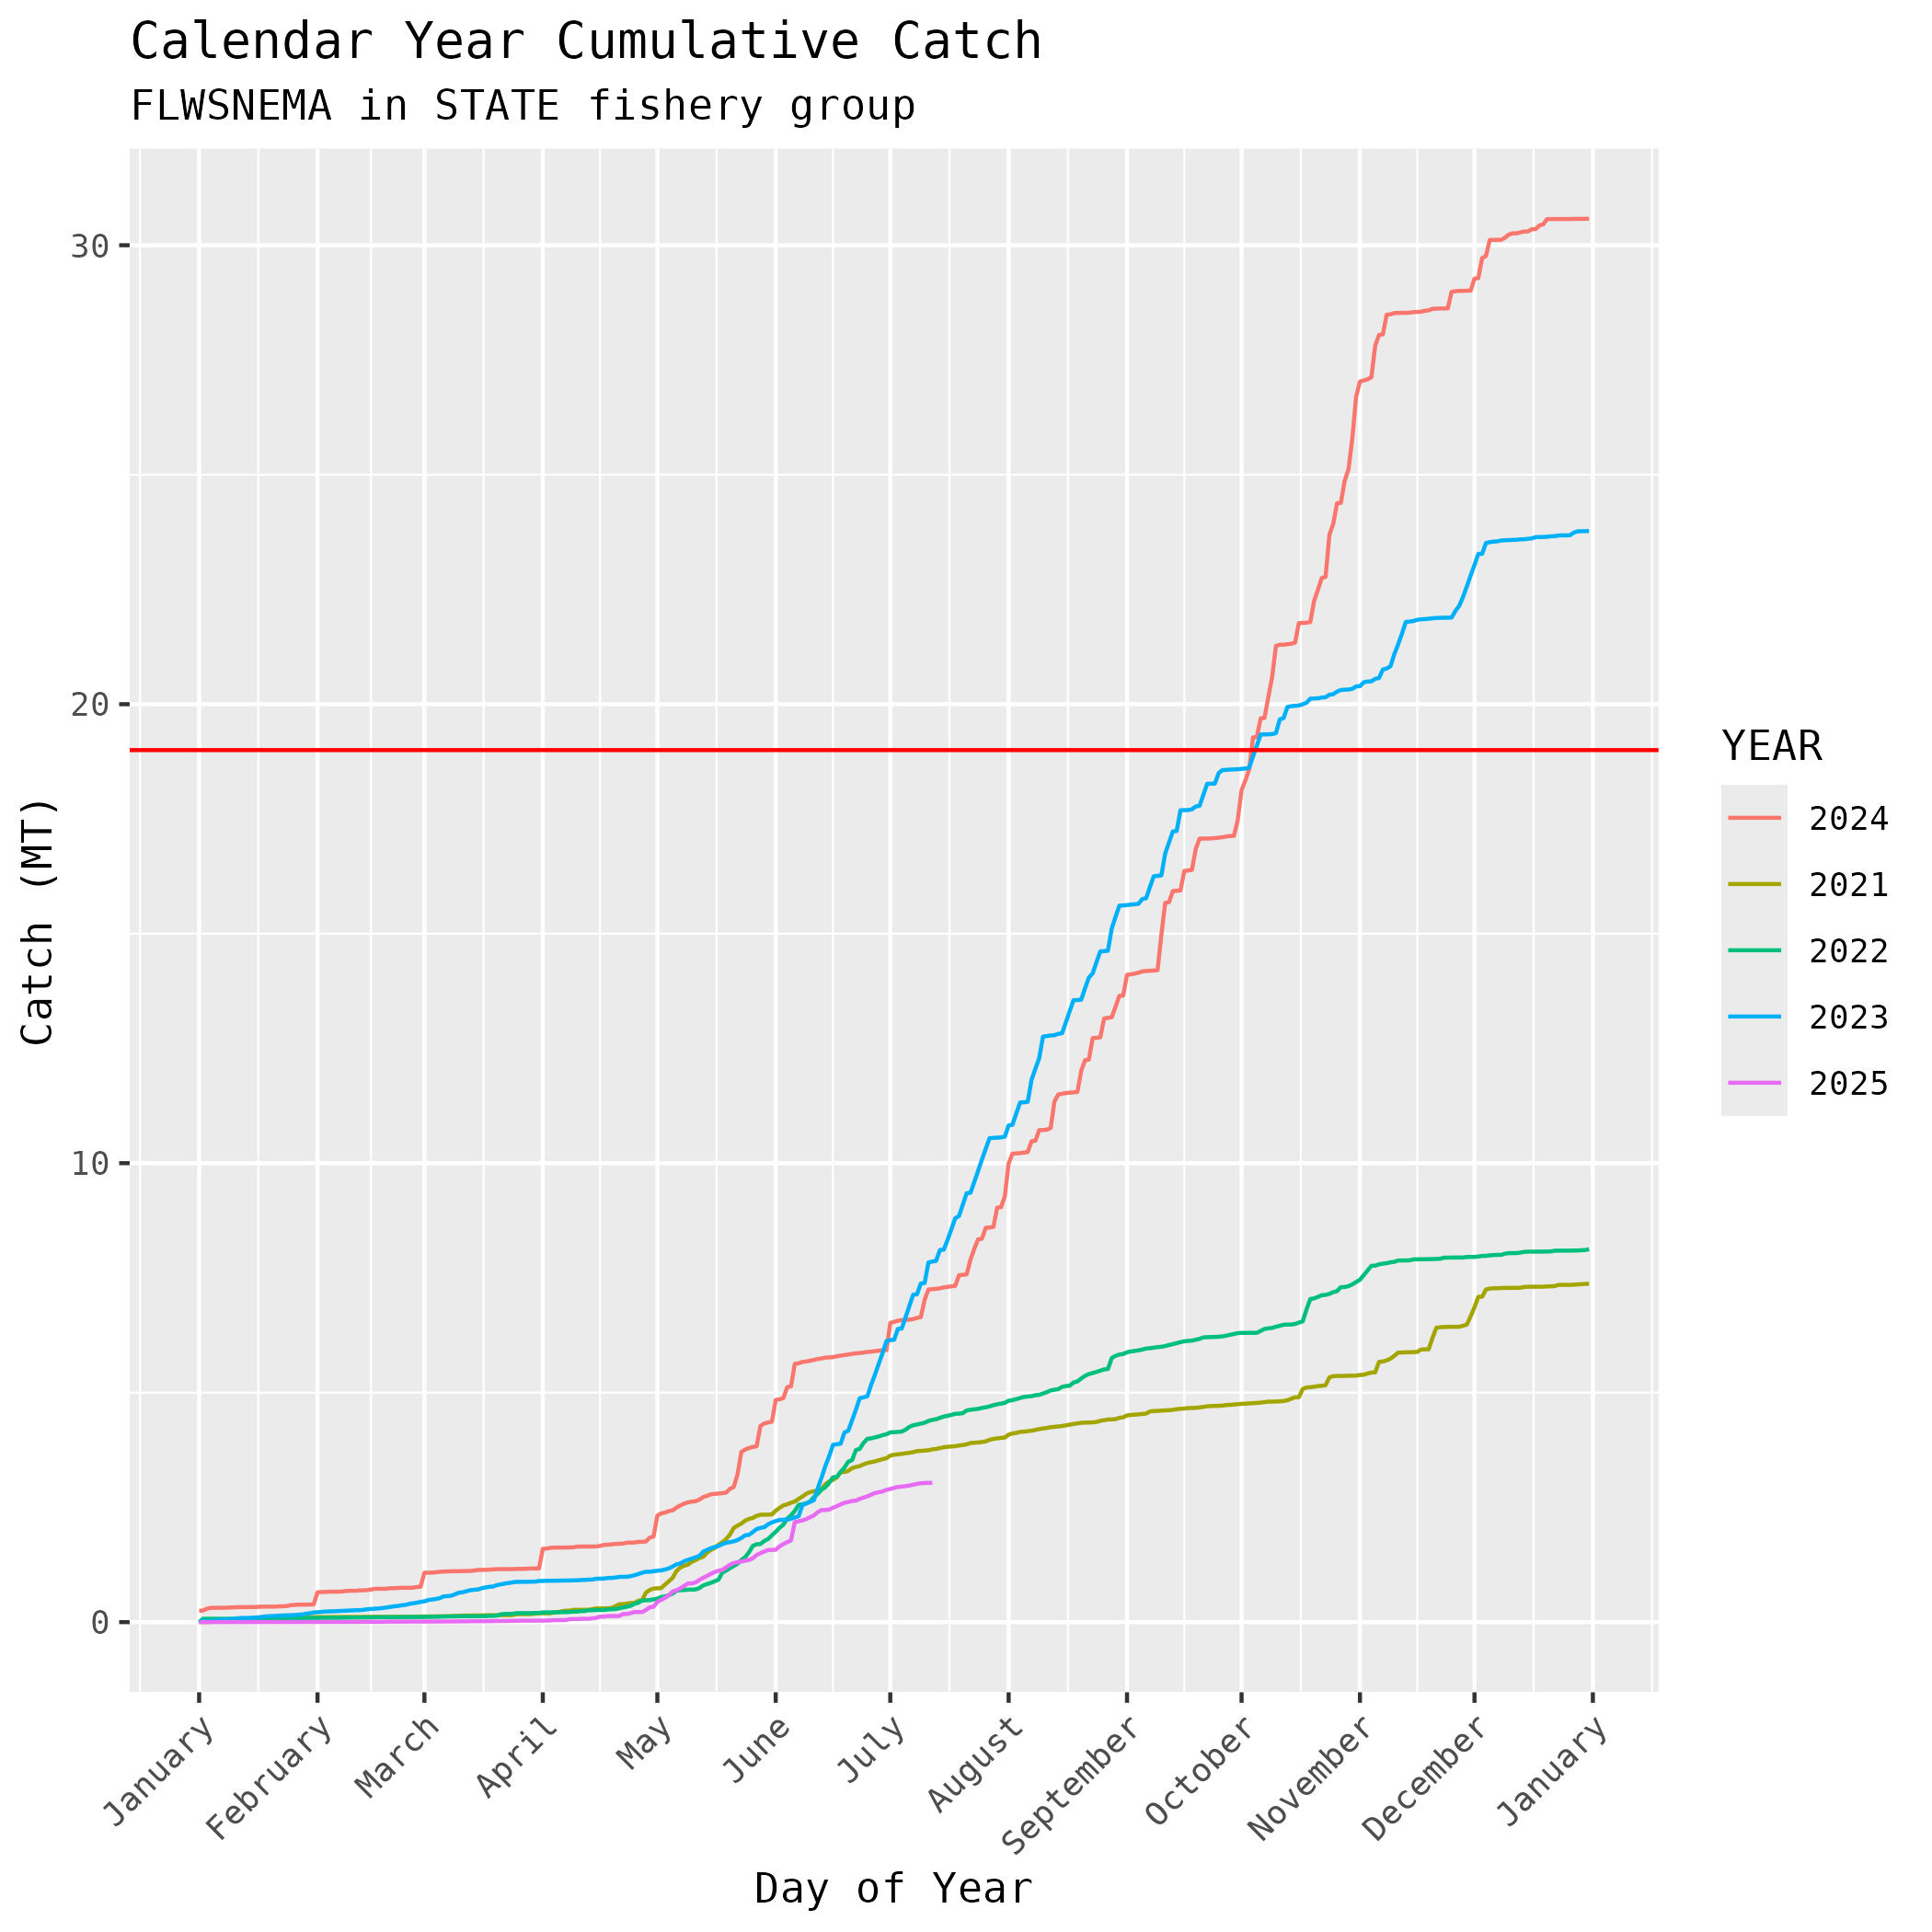 Calendar Year Cumulative Catch
FLWSNEMA in STATE fishery group
Catch (MT)
30
20
10
0
January
February
March
April
May
June
July
August
September
October
November
December
January
Day of Year
YEAR
2024
2021
2022
2023
2025